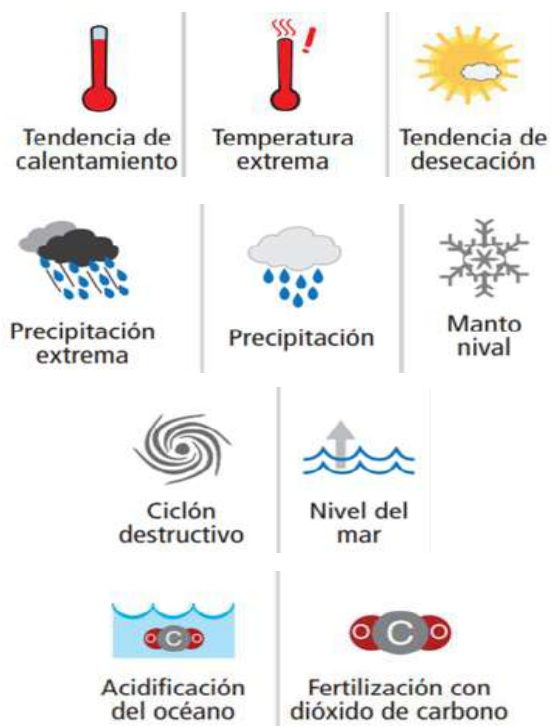 Tendencia de
calentamiento
Temperatura
extrema
Tendencia de
desecación
Precipitación
extrema
Precipitación
Manto
nival
Ciclón
destructivo
Nivel del
mar
O C O
Acidificación
del océano
O C O
Fertilización con
dióxido de carbono